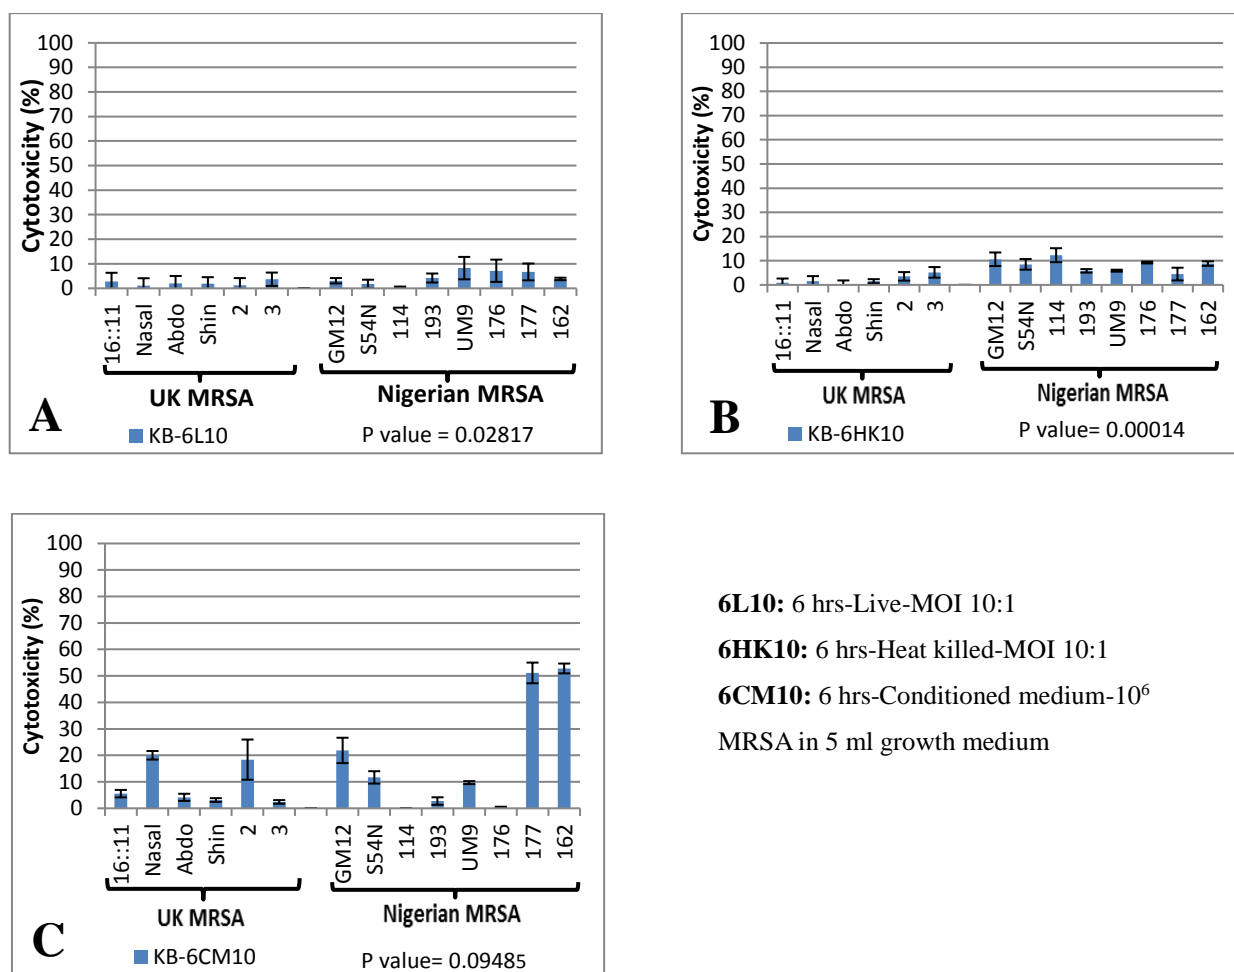 100
90
80
70
60
50
40
30
20
10
0
Cytotoxicity (%)
16::11
Nasal
Abdo
Shin
2
3
GM12
S54N
114
193
UM9
176
177
162
UK MRSA
Nigerian MRSA
A
KB-6L10
P value = 0.02817
100
90
80
70
60
50
40
30
20
10
0
Cytotoxicity (%)
16::11
Nasal
Abdo
Shin
2
3
GM12
S54N
114
193
UM9
176
177
162
UK MRSA
Nigerian MRSA
B
KB-6HK10
P value= 0.00014
100
90
80
70
60
50
40
30
20
10
0
Cytotoxicity (%)
16::11
Nasal
Abdo
Shin
2
3
GM12
S54N
114
193
UM9
176
177
162
UK MRSA
Nigerian MRSA
C
KB-6CM10
P value= 0.09485
6L10: 6 hrs-Live-MOI 10:1
6HK10: 6 hrs-Heat killed-MOI 10:1
6CM10: 6 hrs-Conditioned medium-10⁶
MRSA in 5 ml growth medium